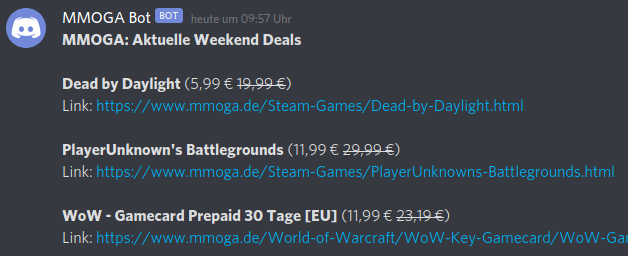 MMOGA Bot BOT heute um 09:57 Uhr
MMOGA: Aktuelle Weekend Deals
Dead by Daylight (5,99 € 19,99 €)
Link: https://www.mmoga.de/Steam-Games/Dead-by-Daylight.html
PlayerUnknown's Battlegrounds (11,99 € 29,99 €)
Link: https://www.mmoga.de/Steam-Games/PlayerUnknowns-Battlegrounds.html
WoW - Gamecard Prepaid 30 Tage [EU] (11,99 € 23,19 €)
Link: https://www.mmoga.de/World-of-Warcraft/WoW-Key-Gamecard/WoW-Gar